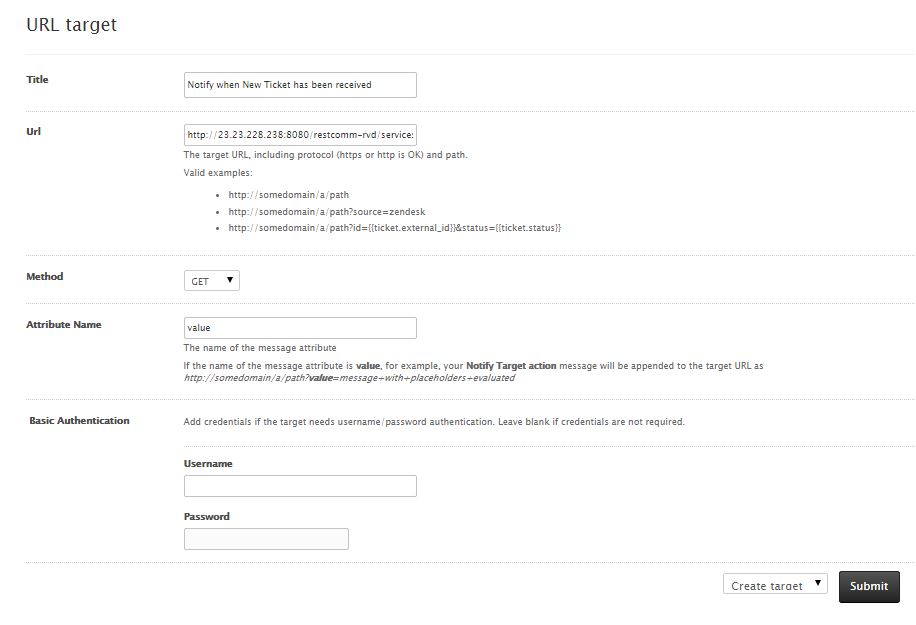 URL target
Title
Notify when New Ticket has been received
Url
http://23.23.228.238:8080/restcomm-rvd/service:
The target URL, including protocol (https or http is OK) and path.
Valid examples:
http://somedomain/a/path
http://somedomain/a/path?source=zendesk
http://somedomain/a/path?id={{ticket.external_id}}&status={{ticket.status}}
Method
GET
Attribute Name
value
The name of the message attribute
If the name of the message attribute is value, for example, your Notify Target action message will be appended to the target URL as
http://somedomain/a/path?value=message+with+placeholders+evaluated
Basic Authentication
Add credentials if the target needs username/password authentication. Leave blank if credentials are not required.
Username
Password
Create target
Submit